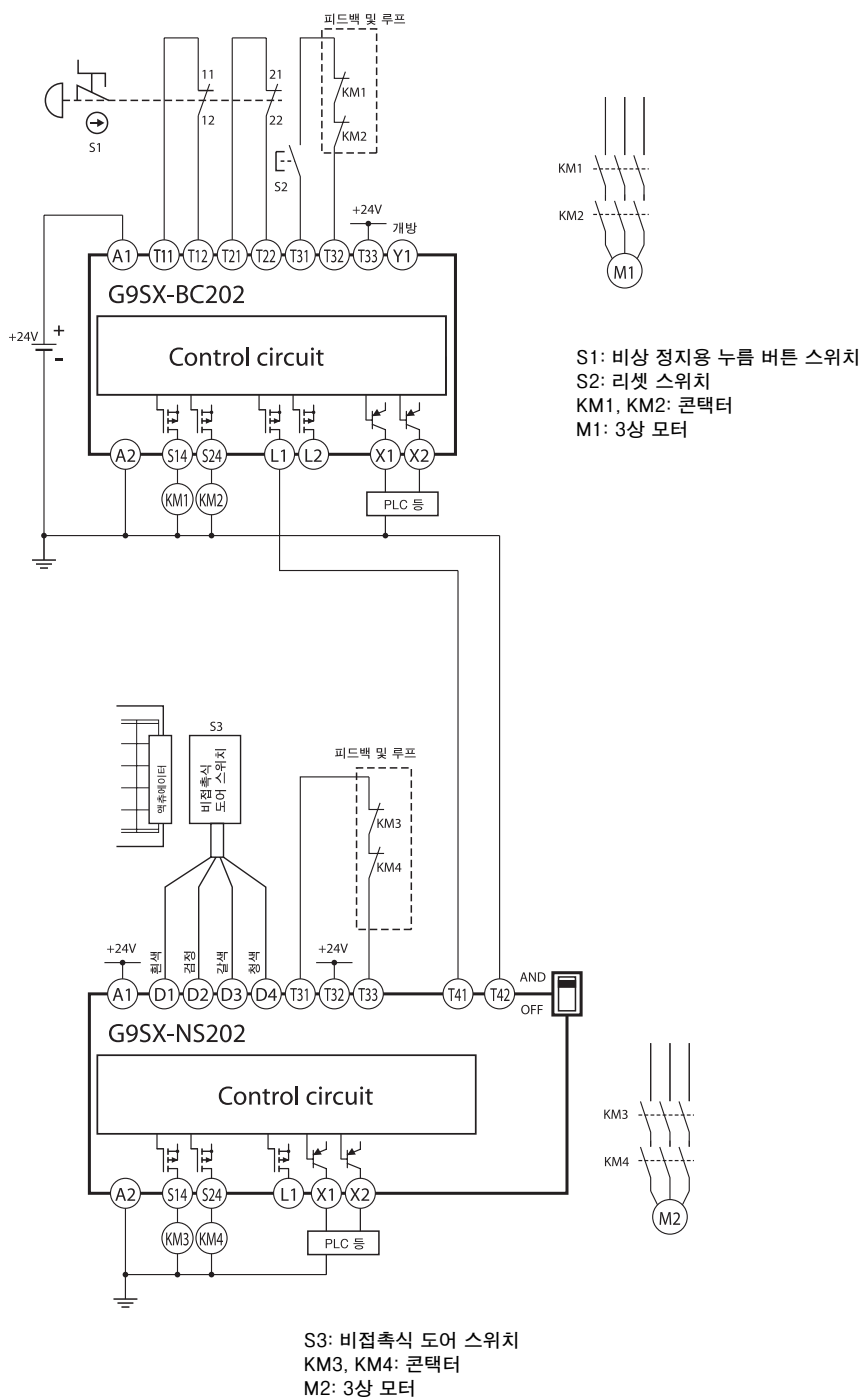 피드백 및 루프
11
21
KM1
12
22
KM2
S1
S2
+24V
개방
A1
T11
T12
T21
T22
T31
T32
T33
Y1
G9SX-BC202
+24V
+
-
Control circuit
A2
S14
S24
L1
L2
X1
X2
KM1
KM2
PLC 등
KM1
KM2
M1
S1: 비상 정지용 누름 버튼 스위치
S2: 리셋 스위치
KM1, KM2: 콘택터
M1: 3상 모터
S3
비접촉식
도어 스위치
액츄에이터
피드백 및 루프
KM3
KM4
+24V
흰색
검정
갈색
청색
+24V
AND
OFF
A1
D1
D2
D3
D4
T31
T32
T33
T41
T42
G9SX-NS202
Control circuit
A2
S14
S24
L1
X1
X2
KM3
KM4
PLC 등
KM3
KM4
M2
S3: 비접촉식 도어 스위치
KM3, KM4: 콘택터
M2: 3상 모터